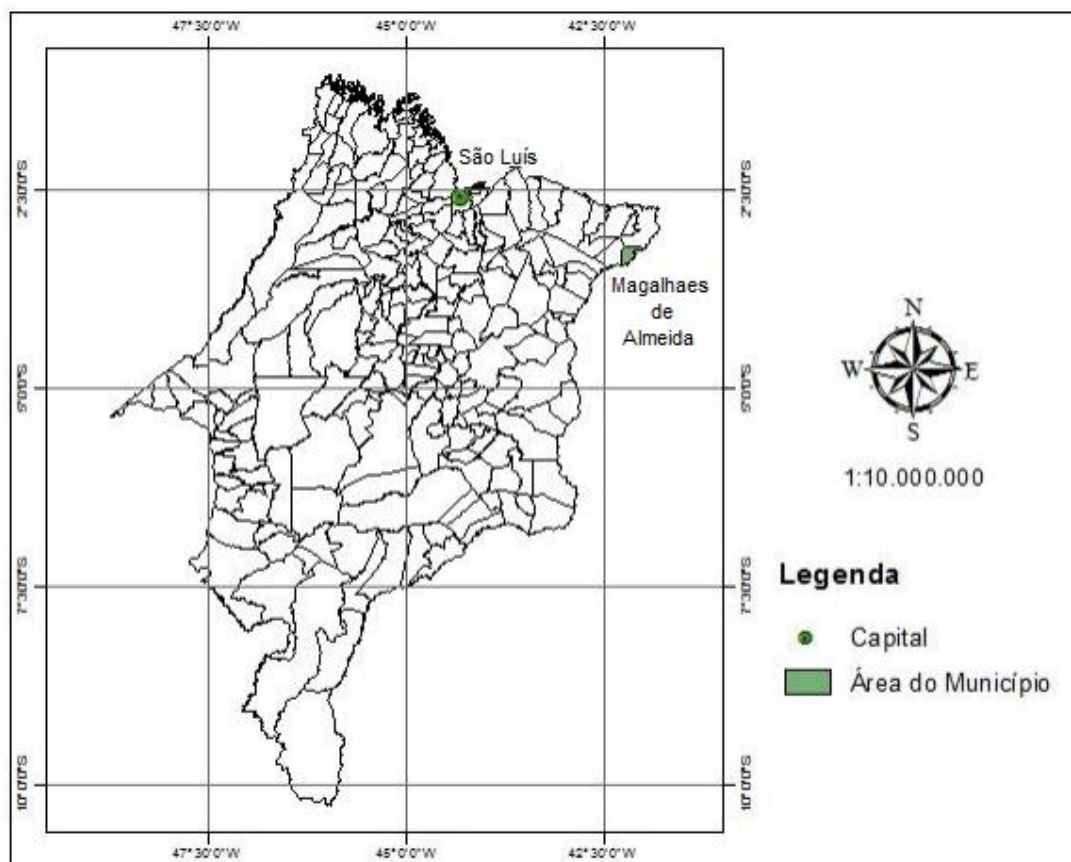 47°30'0"W
45°0'0"W
42°30'0"W
São Luís
2°30'0"S
2°30'0"S
Magalhaes
de
Almeida
N
W
E
S
5°0'0"S
5°0'0"S
1:10.000.000
7°30'0"S
7°30'0"S
Legenda
Capital
Área do Município
10°0'0"S
10°0'0"S
47°30'0"W
45°0'0"W
42°30'0"W